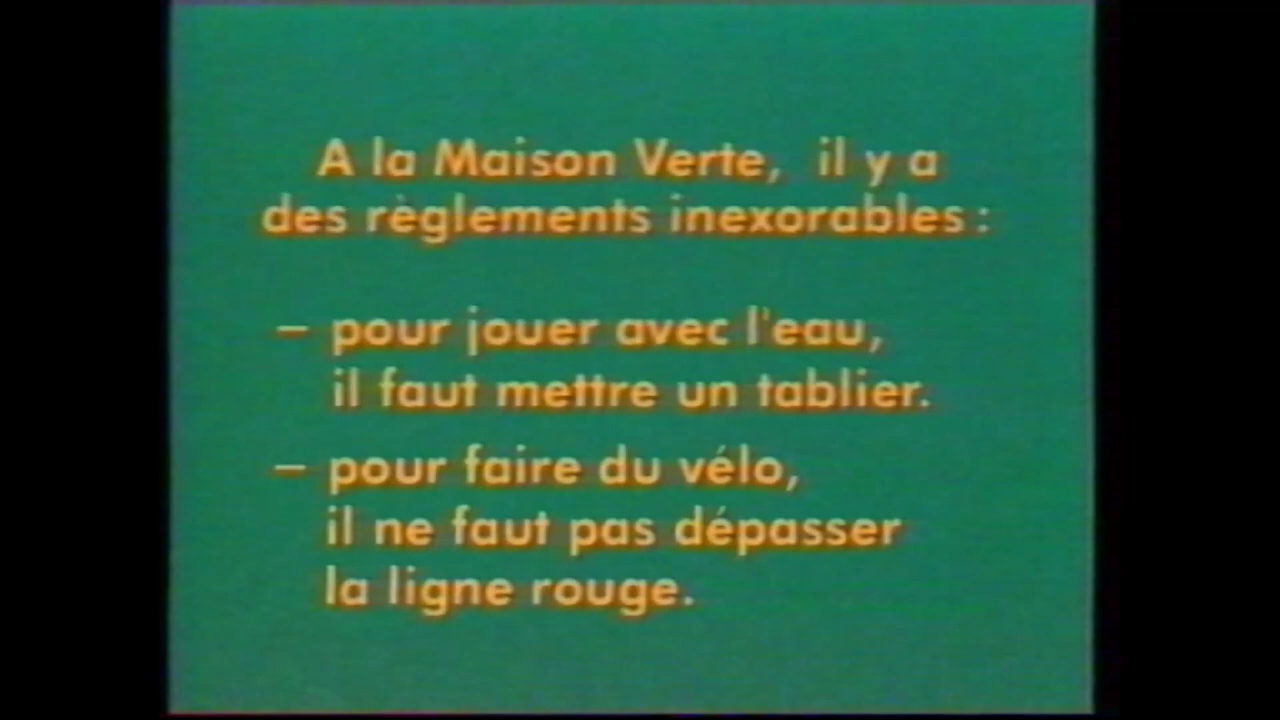 A la Maison Verte, il y a
des règlements inexorables :
– pour jouer avec l'eau,
il faut mettre un tablier.
– pour faire du vélo,
il ne faut pas dépasser
la ligne rouge.